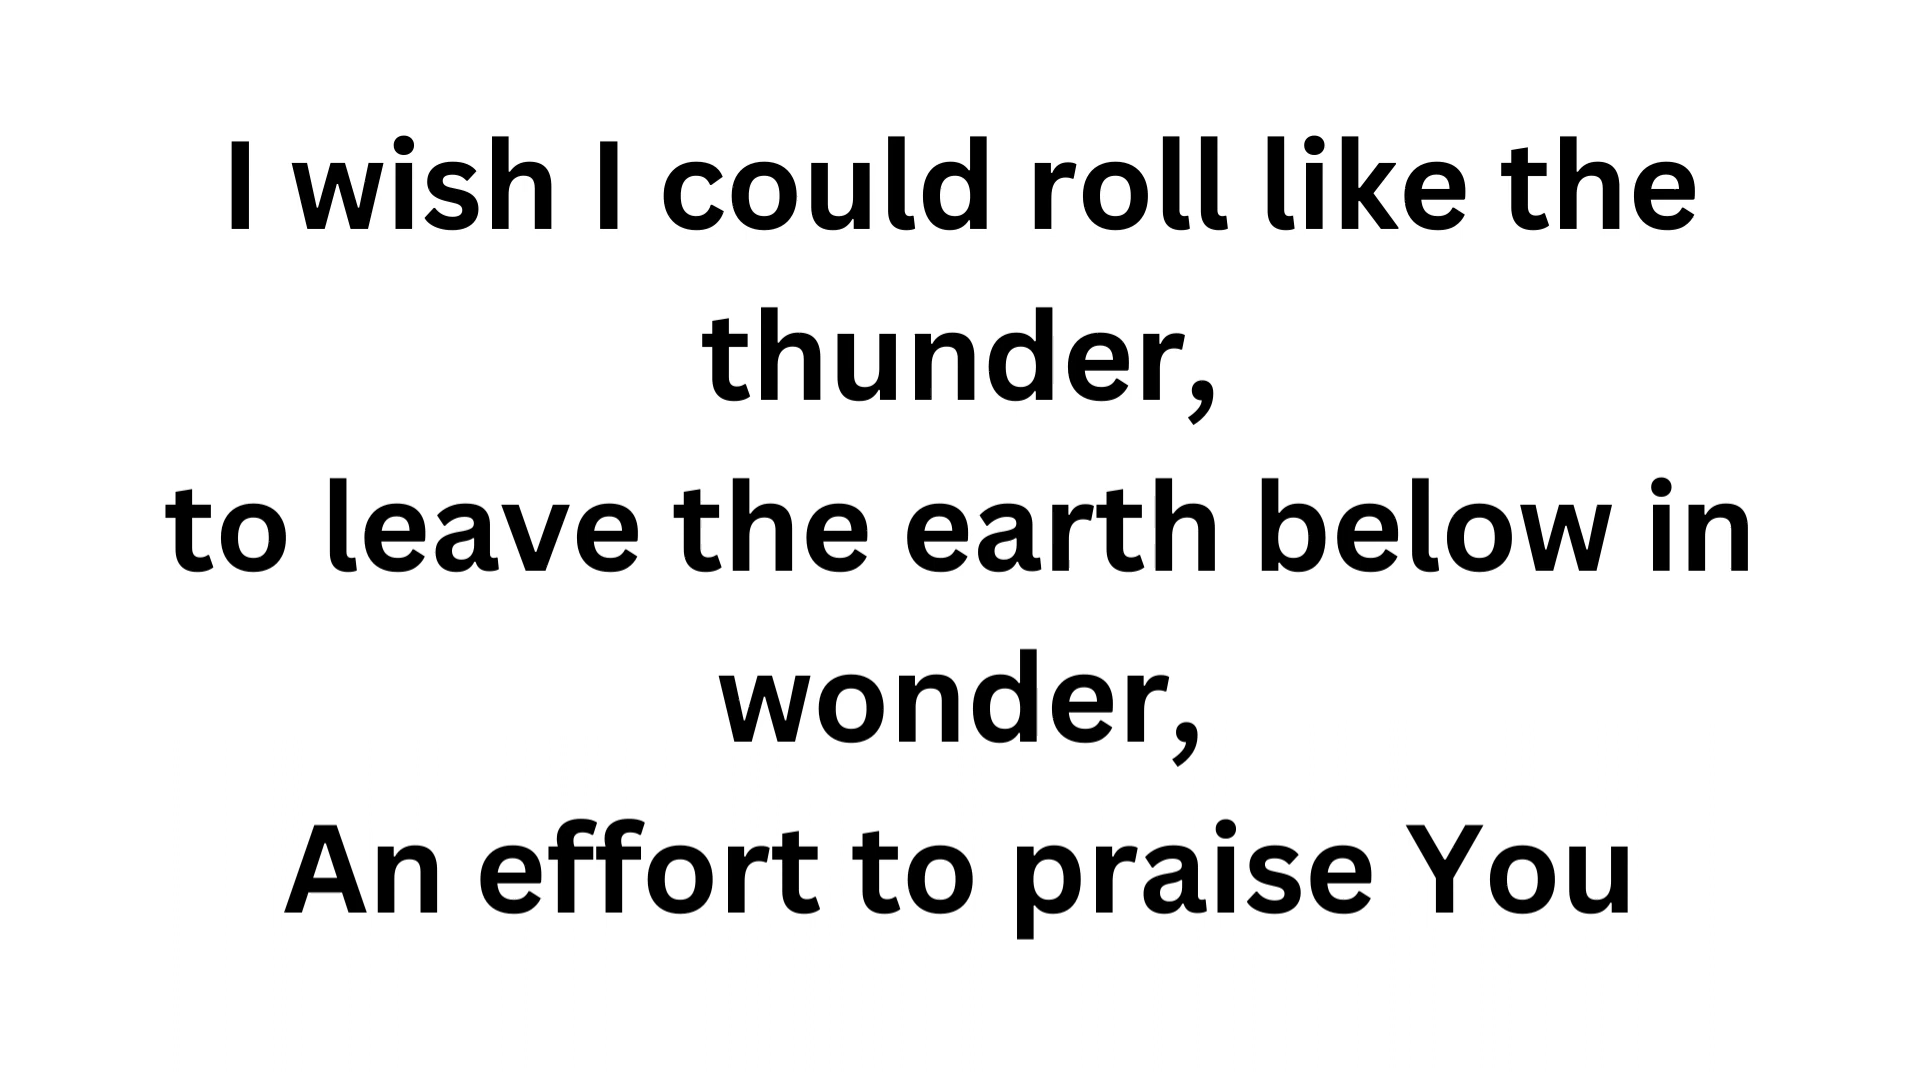 I wish I could roll like the
thunder,
to leave the earth below in
wonder,
An effort to praise You